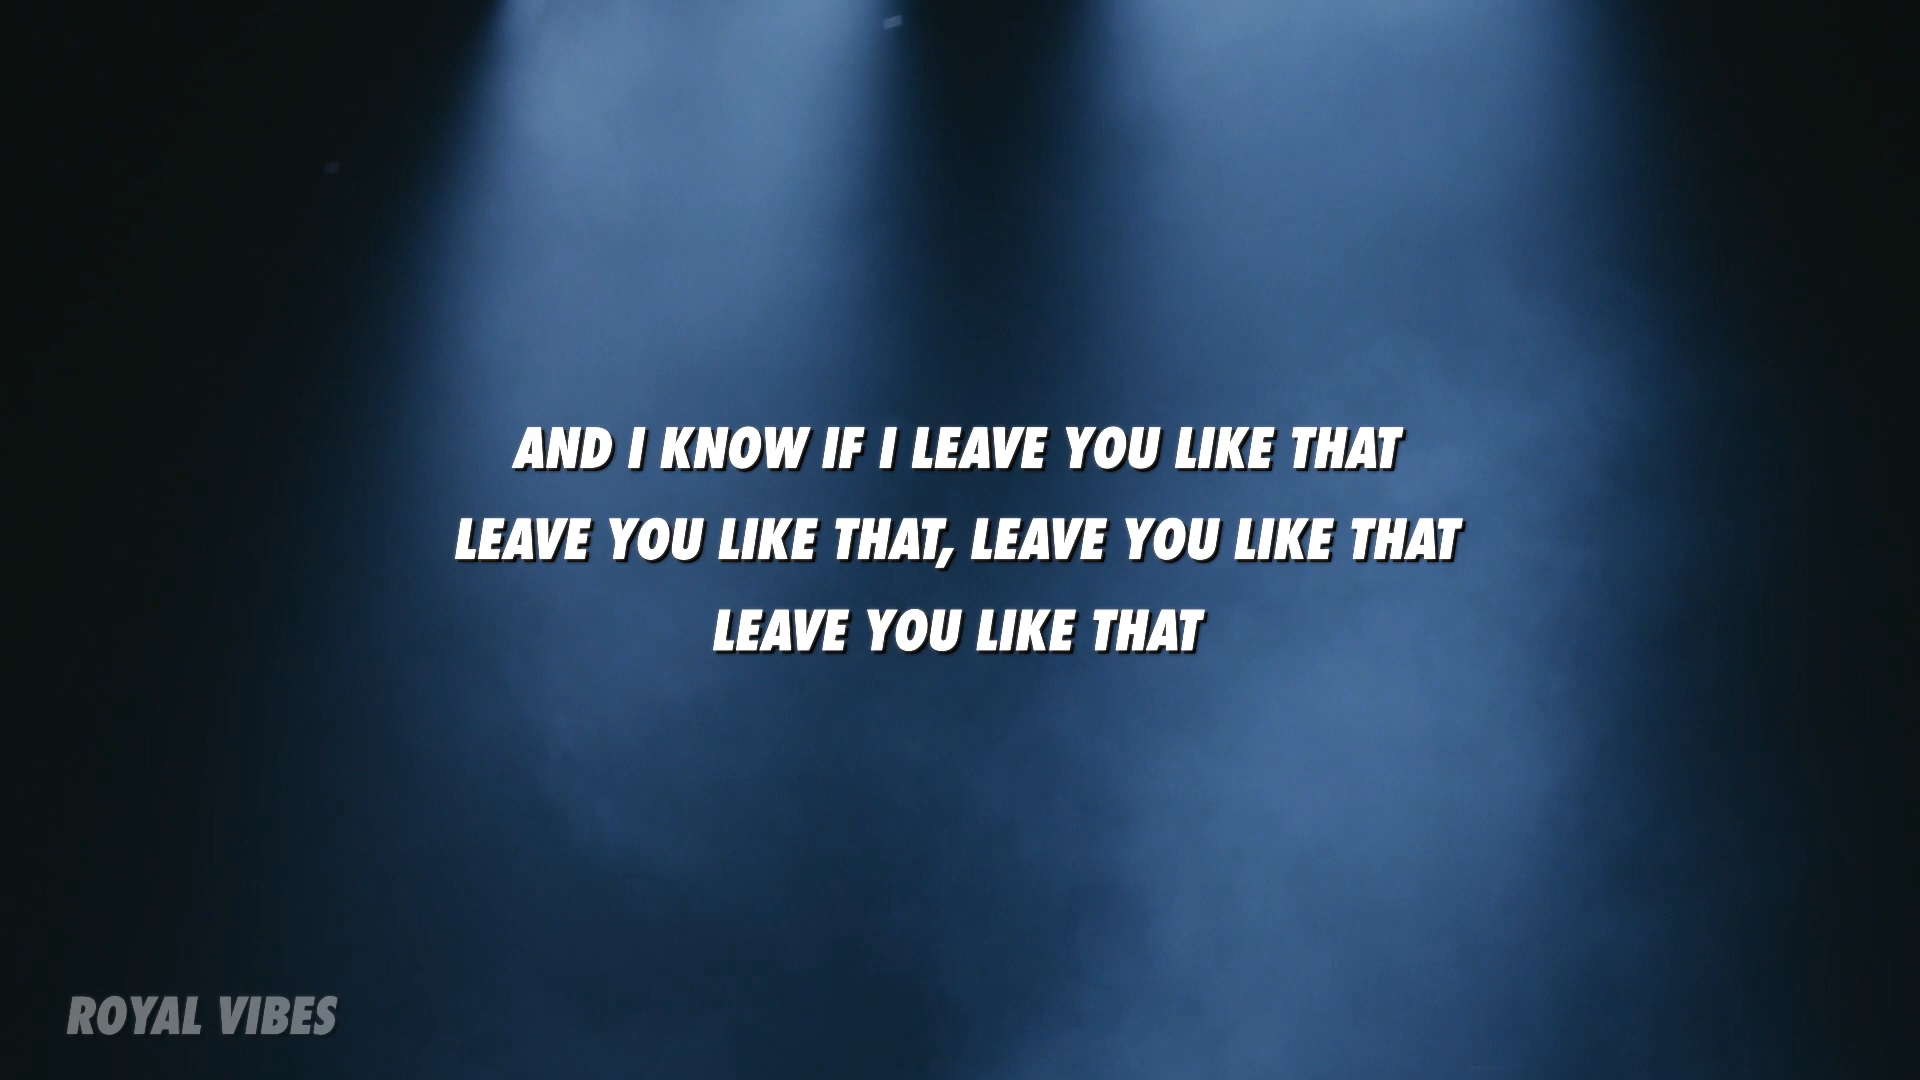 AND I KNOW IF I LEAVE YOU LIKE THAT
LEAVE YOU LIKE THAT, LEAVE YOU LIKE THAT
LEAVE YOU LIKE THAT
ROYAL VIBES